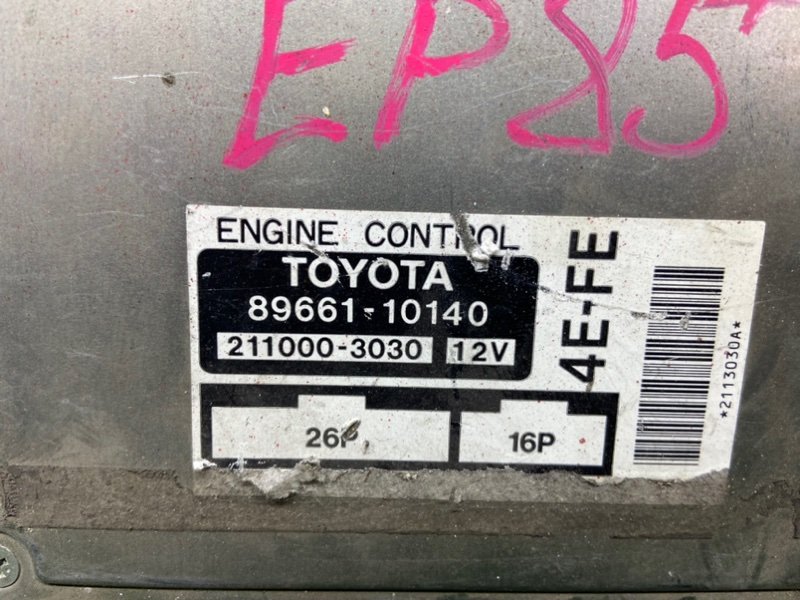 EP85
ENGINE CONTROL
TOYOTA
89661-10140
211000-3030 12V
4E-FE
26P
16P
*2113030A*